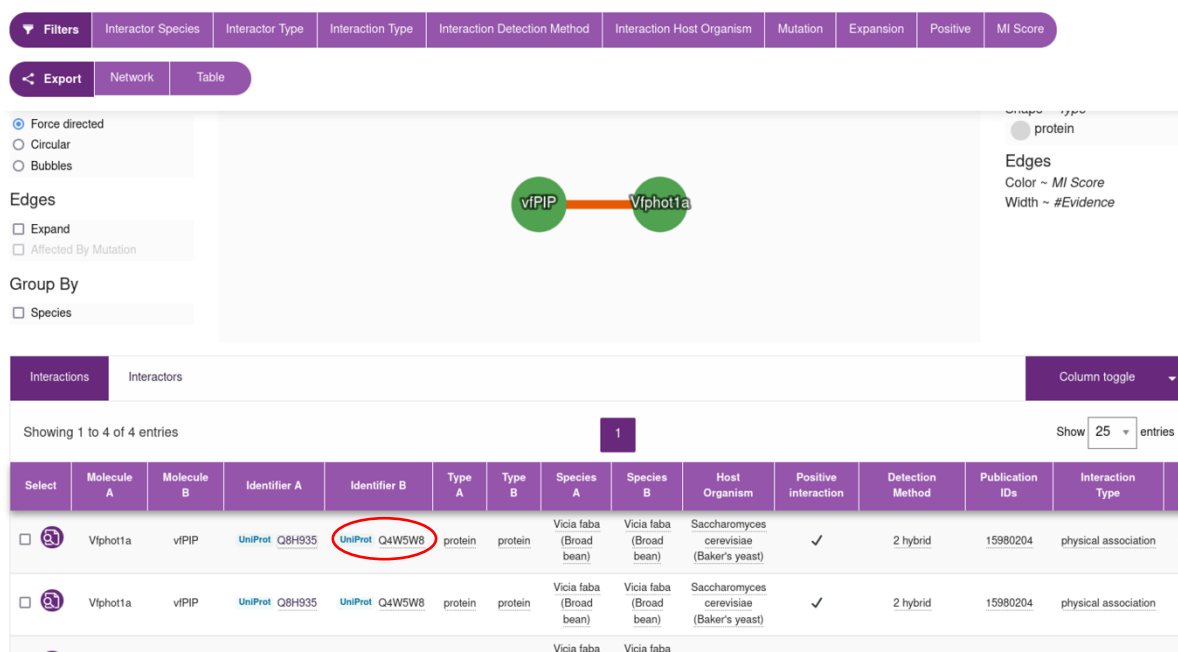 Filters Interactor Species Interactor Type Interaction Type Interaction Detection Method Interaction Host Organism Mutation Expansion Positive MI Score
Export Network Table
Force directed
Circular
Bubbles
Edges
Expand
Affected By Mutation
Group By
Species
vfPIP Vfphot1a
protein
Edges
Color ~ MI Score
Width ~ #Evidence
Interactions Interactors Column toggle
Showing 1 to 4 of 4 entries 1 Show 25 entries
Select Molecule A Molecule B Identifier A Identifier B Type A Type B Species A Species B Host Organism Positive interaction Detection Method Publication IDs Interaction Type
Vfphot1a vfPIP UniProt Q8H935 UniProt Q4W5W8 protein protein Vicia faba (Broad bean) Vicia faba (Broad bean) Saccharomyces cerevisiae (Baker's yeast) ✓ 2 hybrid 15980204 physical association
Vfphot1a vfPIP UniProt Q8H935 UniProt Q4W5W8 protein protein Vicia faba (Broad bean) Vicia faba (Broad bean) Saccharomyces cerevisiae (Baker's yeast) ✓ 2 hybrid 15980204 physical association
Vicia faba Vicia faba